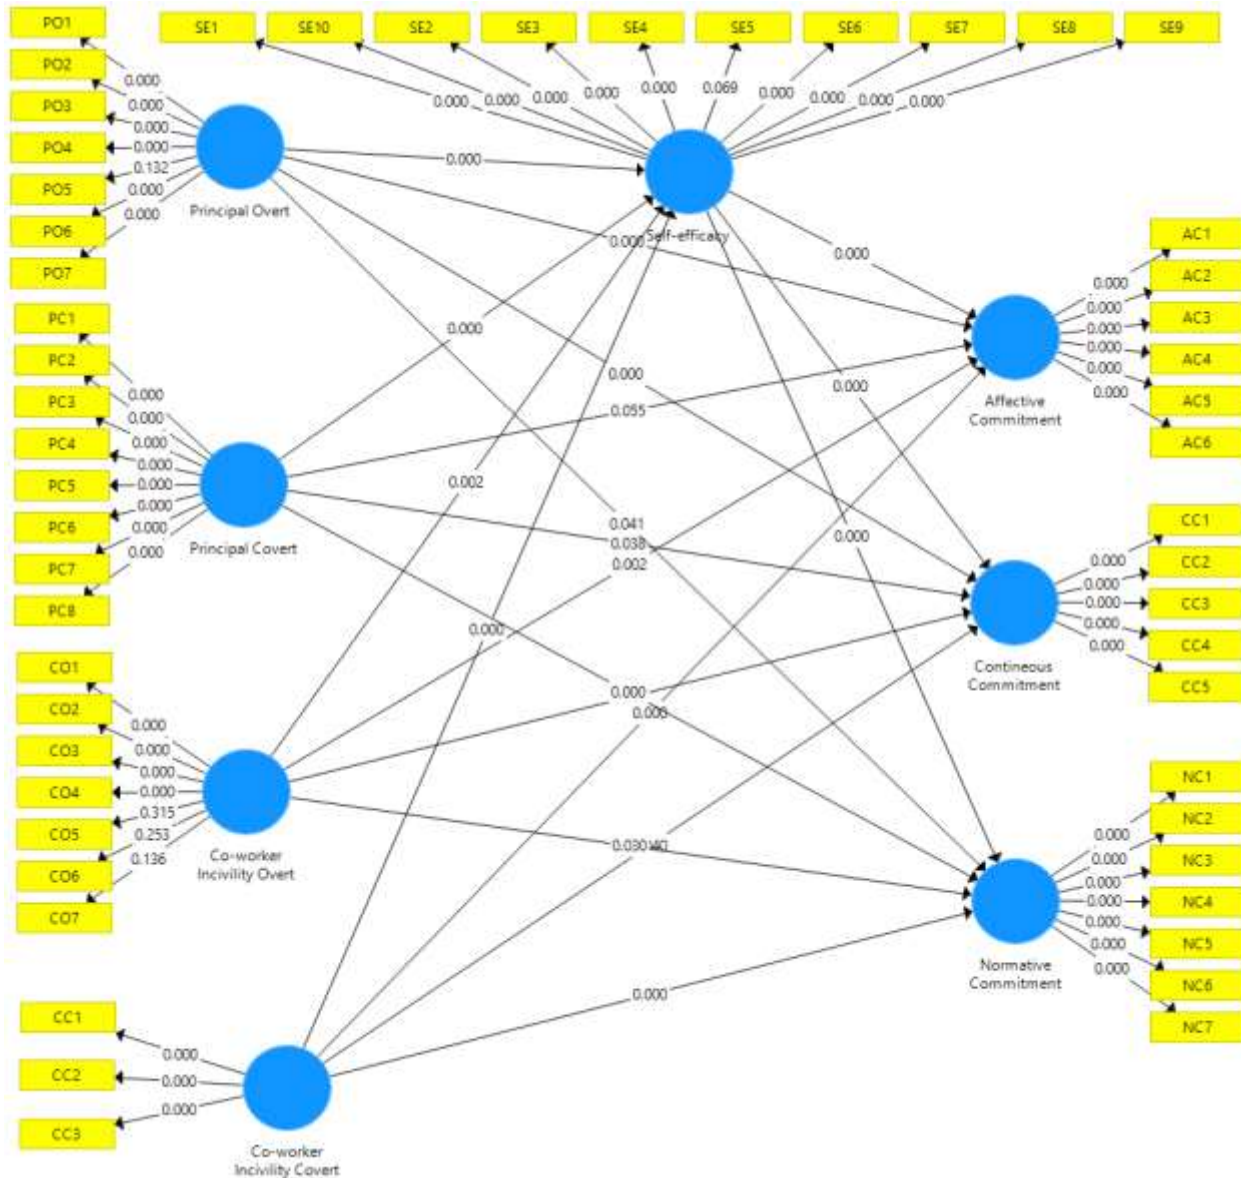 PO1
PO2
PO3
PO4
PO5
PO6
PO7
SE1
SE10
SE2
SE3
SE4
SE5
SE6
SE7
SE8
SE9
0.000
0.000
0.000
0.000
0.132
0.000
0.000
0.000
0.000
0.000
0.000
0.000
0.069
0.000
0.000
0.000
0.000
Principal Overt
0.000
Self-efficacy
0.000
0.000
AC1
AC2
AC3
AC4
AC5
AC6
0.000
0.000
0.000
0.000
0.000
0.000
Affective
Commitment
PC1
PC2
PC3
PC4
PC5
PC6
PC7
PC8
0.000
0.000
0.000
0.000
0.000
0.000
0.000
0.000
Principal Covert
0.000
0.000
0.000
0.055
0.002
0.041
0.038
0.002
0.000
CC1
CC2
CC3
CC4
CC5
0.000
0.000
0.000
0.000
0.000
Contineous
Commitment
CO1
CO2
CO3
CO4
CO5
CO6
CO7
0.000
0.000
0.000
0.000
0.315
0.253
0.136
Co-worker
Incivility Overt
0.000
0.000
0.000
NC1
NC2
NC3
NC4
NC5
NC6
NC7
0.000
0.000
0.000
0.000
0.000
0.000
0.000
Normative
Commitment
0.000
CC1
CC2
CC3
0.000
0.000
0.000
Co-worker
Incivility Covert